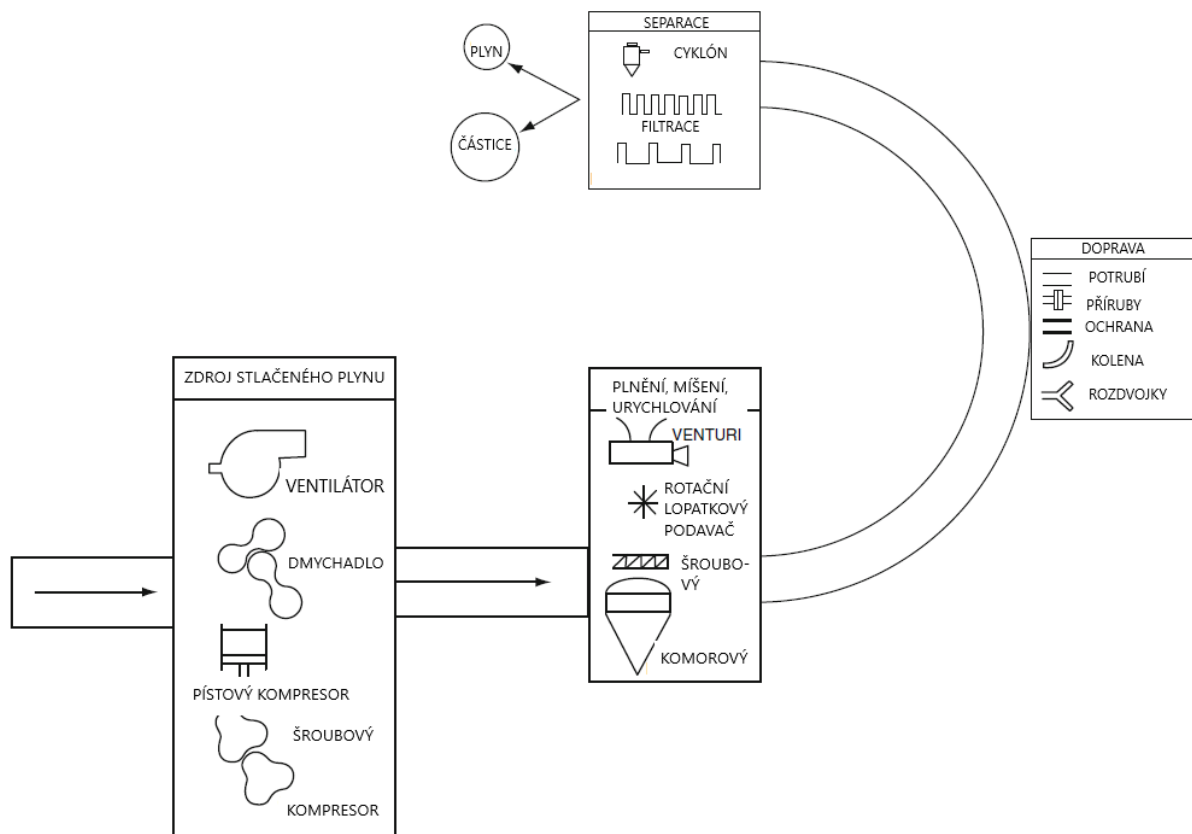 SEPARACE
PLYN
CYKLÓN
FILTRACE
ČÁSTICE
DOPRAVA
POTRUBÍ
PŘÍRUBY
OCHRANA
KOLENA
ROZDVOJKY
ZDROJ STLAČENÉHO PLYNU
VENTILÁTOR
DMYCHADLO
PÍSTOVÝ KOMPRESOR
ŠROUBOVÝ
KOMPRESOR
PLNĚNÍ, MÍŠENÍ,
URYCHLOVÁNÍ
VENTURI
ROTAČNÍ
LOPATKOVÝ
PODAVAČ
ŠROUBO-
VÝ
KOMOROVÝ